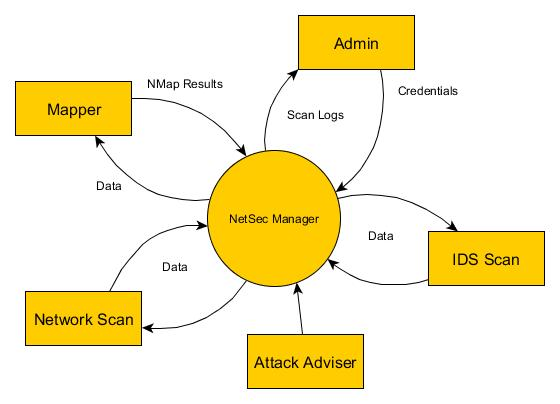 Admin
NMap Results
Credentials
Mapper
Scan Logs
Data
NetSec Manager
Data
IDS Scan
Data
Network Scan
Attack Adviser